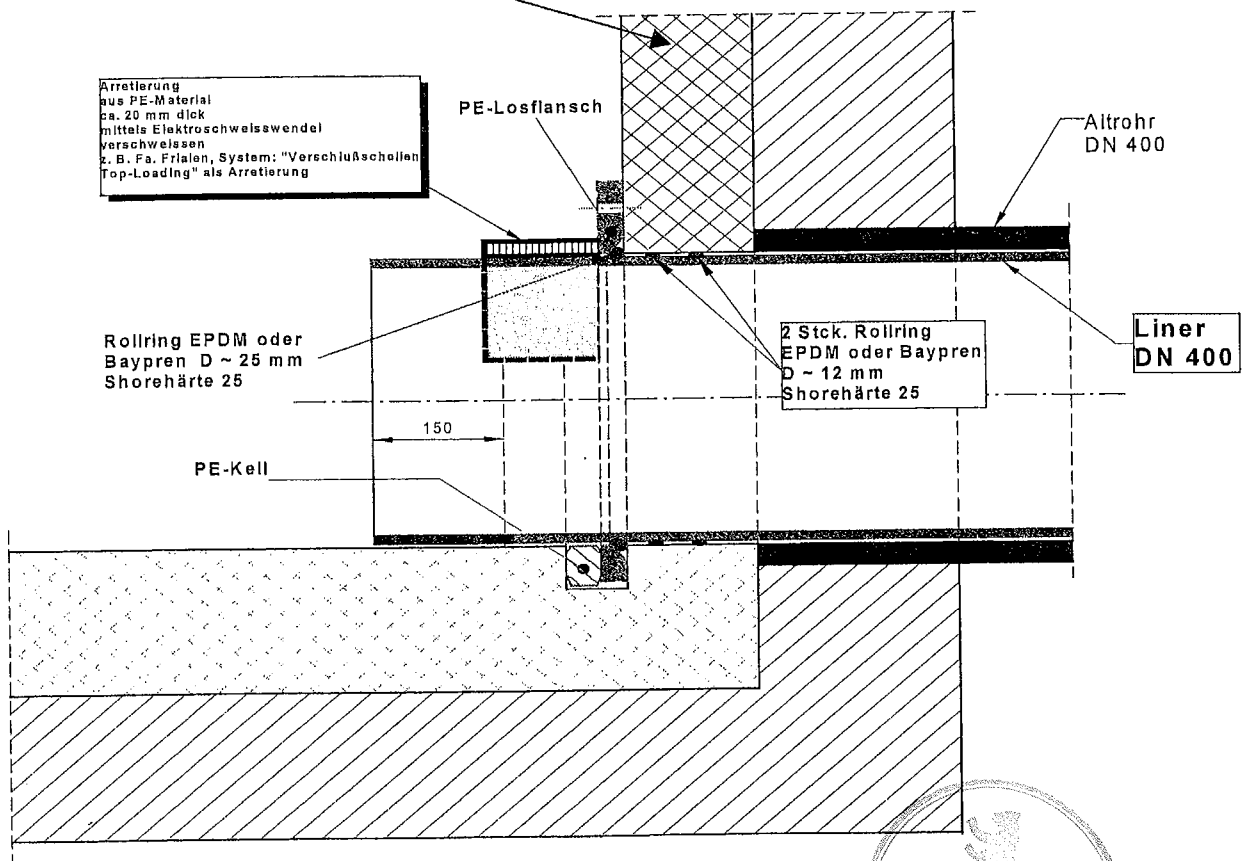 Arretierung
aus PE-Material
ca. 20 mm dick
mittels Elektroschweisswendel
verschweissen
z. B. Fa. Frialen, System: "Verschlußschollen
Top-Loading" als Arretierung
PE-Losflansch
Altrohr
DN 400
Rollring EPDM oder
Baypren D ~ 25 mm
Shorehärte 25
2 Stck. Rollring
EPDM oder Baypren
D ~ 12 mm
Shorehärte 25
Liner
DN 400
150
PE-Keil